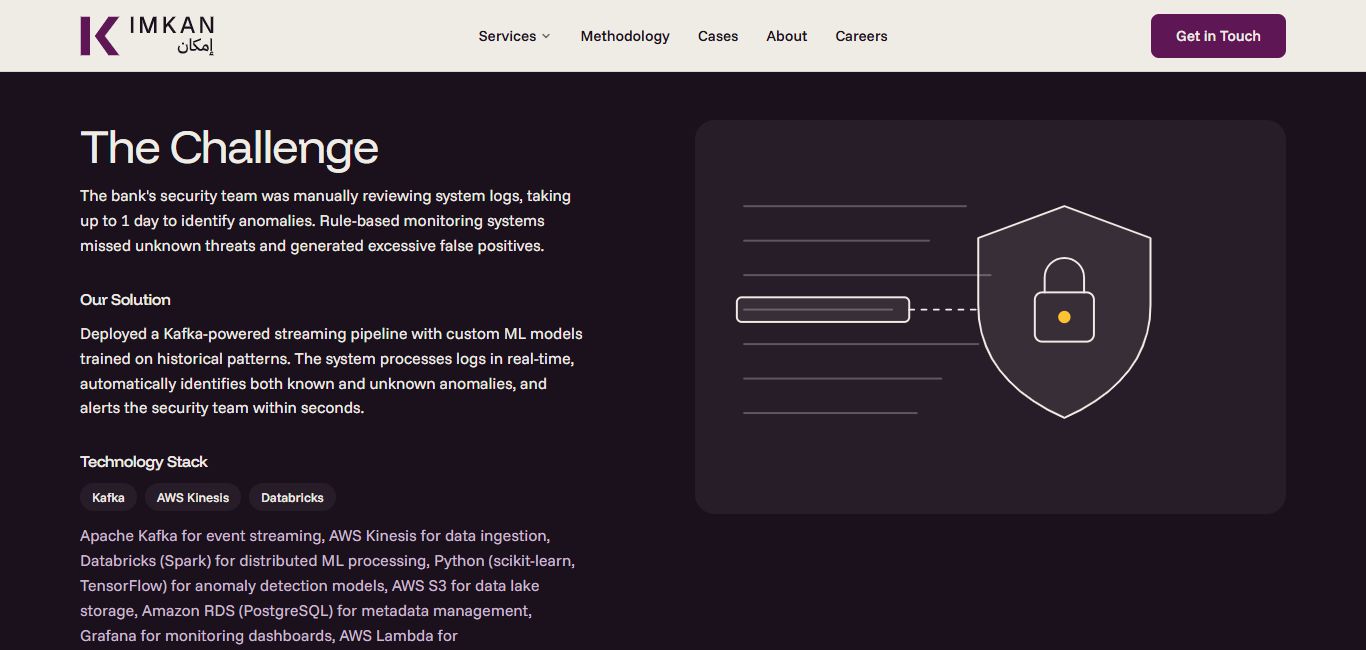 IMKAN
إمكان
Services
Methodology
Cases
About
Careers
Get in Touch
The Challenge
The bank's security team was manually reviewing system logs, taking
up to 1 day to identify anomalies. Rule-based monitoring systems
missed unknown threats and generated excessive false positives.
Our Solution
Deployed a Kafka-powered streaming pipeline with custom ML models
trained on historical patterns. The system processes logs in real-time,
automatically identifies both known and unknown anomalies, and
alerts the security team within seconds.
Technology Stack
Kafka
AWS Kinesis
Databricks
Apache Kafka for event streaming, AWS Kinesis for data ingestion,
Databricks (Spark) for distributed ML processing, Python (scikit-learn,
TensorFlow) for anomaly detection models, AWS S3 for data lake
storage, Amazon RDS (PostgreSQL) for metadata management,
Grafana for monitoring dashboards, AWS Lambda for